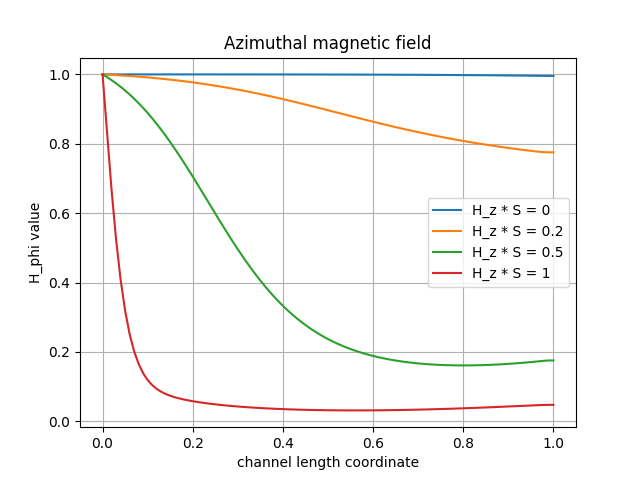 Azimuthal magnetic field
H_phi value
1.0
0.8
0.6
0.4
0.2
0.0
H_z * S = 0
H_z * S = 0.2
H_z * S = 0.5
H_z * S = 1
0.0 0.2 0.4 0.6 0.8 1.0
channel length coordinate